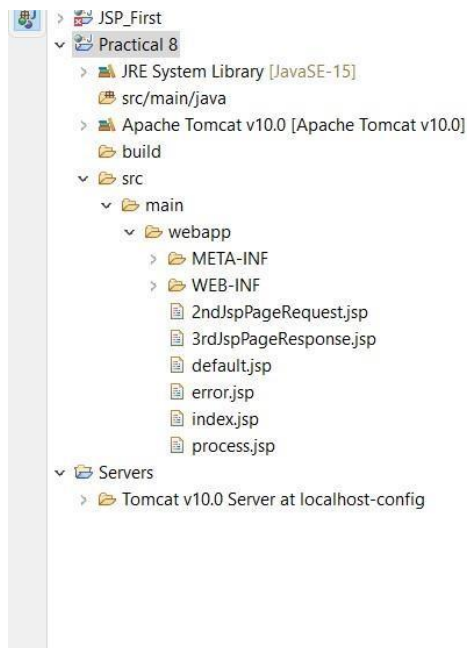 JSP_First
Practical 8
JRE System Library [JavaSE-15]
src/main/java
Apache Tomcat v10.0 [Apache Tomcat v10.0]
build
src
main
webapp
META-INF
WEB-INF
2ndJspPageRequest.jsp
3rdJspPageResponse.jsp
default.jsp
error.jsp
index.jsp
process.jsp
Servers
Tomcat v10.0 Server at localhost-config